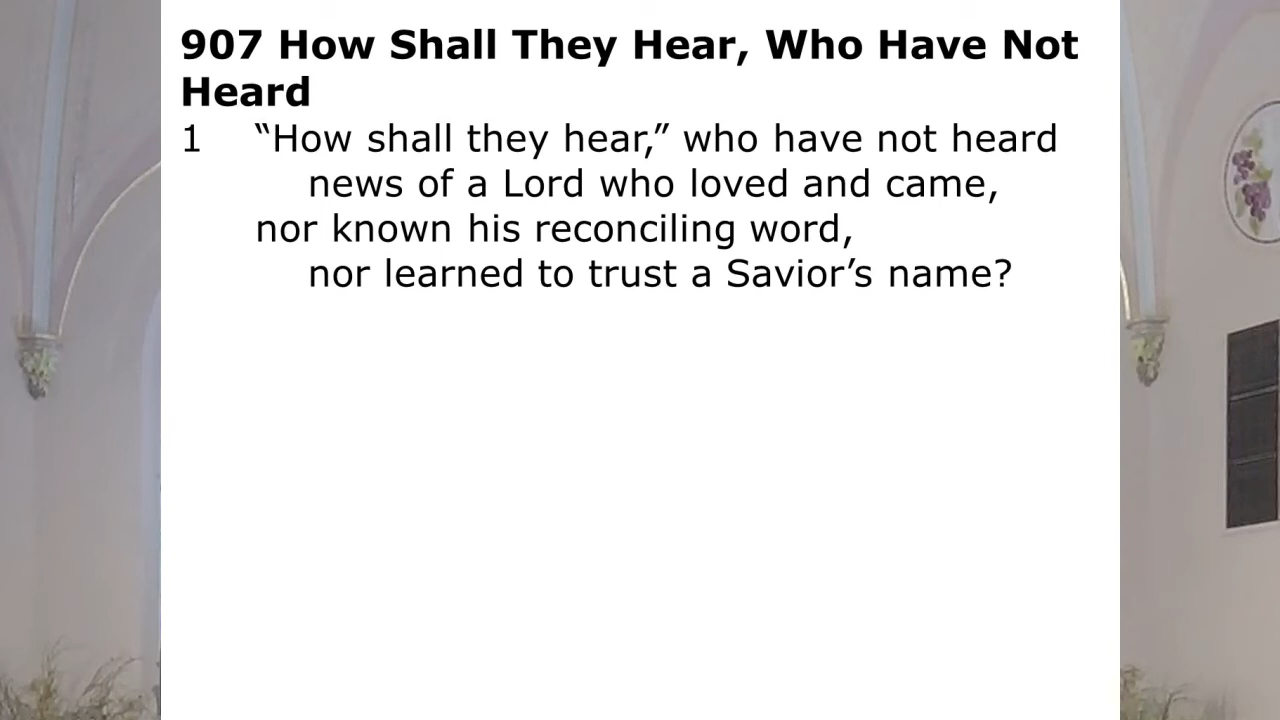 907 How Shall They Hear, Who Have Not
Heard
1 “How shall they hear,” who have not heard
news of a Lord who loved and came,
nor known his reconciling word,
nor learned to trust a Savior’s name?